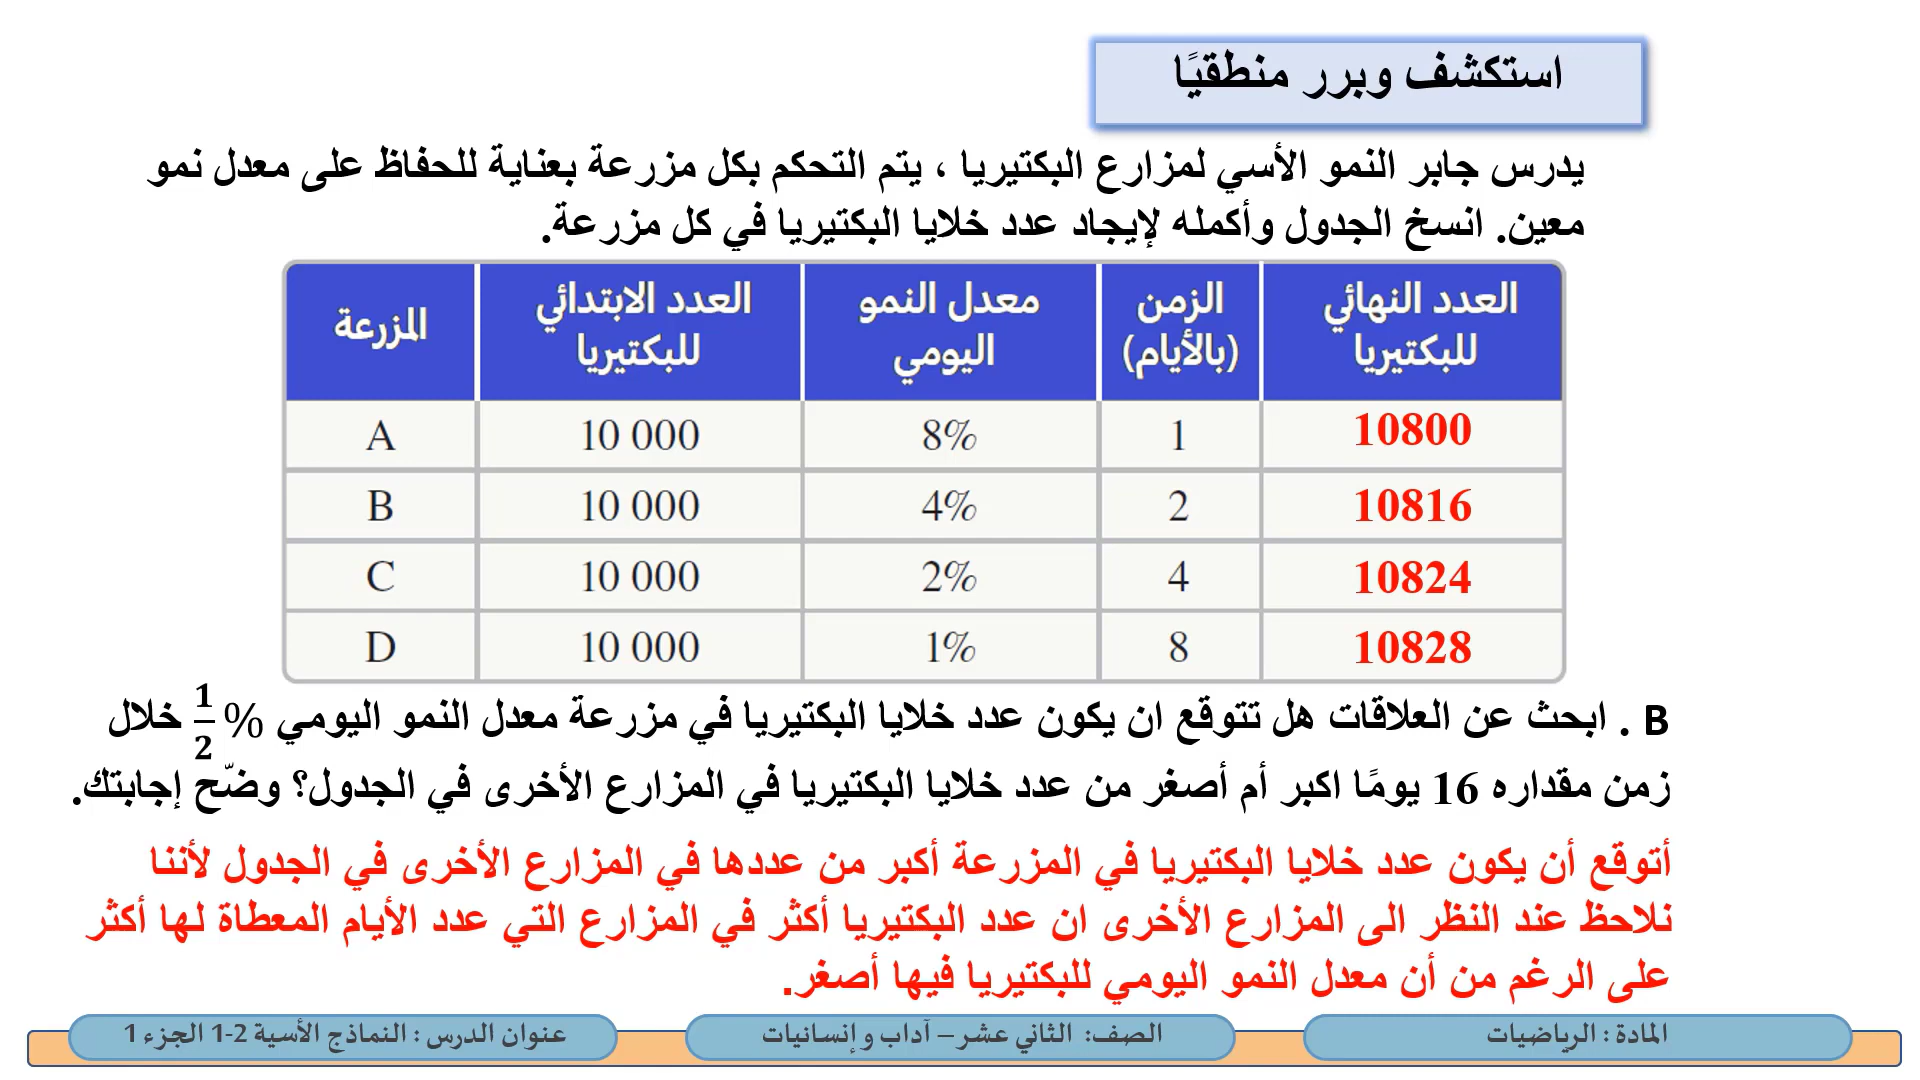 استكشف وبرر منطقيًا
يدرس جابر النمو الأسي لمزارع البكتيريا ، يتم التحكم بكل مزرعة بعناية للحفاظ على معدل نمو
معين. انسخ الجدول وأكمله لإيجاد عدد خلايا البكتيريا في كل مزرعة.
المزرعة العدد الابتدائي للبكتيريا معدل النمو اليومي الزمن (بالأيام) العدد النهائي للبكتيريا
A 10 000 8% 1 10800
B 10 000 4% 2 10816
C 10 000 2% 4 10824
D 10 000 1% 8 10828
B . ابحث عن العلاقات هل تتوقع ان يكون عدد خلايا البكتيريا في مزرعة معدل النمو اليومي % 1/2 خلال
زمن مقداره 16 يومًا اكبر أم أصغر من عدد خلايا البكتيريا في المزارع الأخرى في الجدول؟ وضّح إجابتك.
أتوقع أن يكون عدد خلايا البكتيريا في المزرعة أكبر من عددها في المزارع الأخرى في الجدول لأننا
نلاحظ عند النظر الى المزارع الأخرى ان عدد البكتيريا أكثر في المزارع التي عدد الأيام المعطاة لها أكثر
على الرغم من أن معدل النمو اليومي للبكتيريا فيها أصغر.
المادة : الرياضيات
الصف: الثاني عشر – آداب و إنسانيات
عنوان الدرس : النماذج الأسية 2-1 الجزء 1